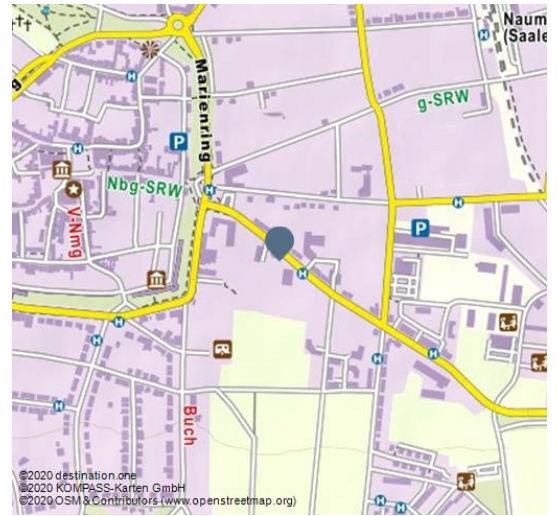 Naum
(Saale
g
Marienring
g-SRW
P
Nbg-SRW
V-Nmg
P
Buch
H
H
H
H
H
H
H
H
H
H
H
H
©2020 destination.one
©2020 KOMPASS-Karten GmbH
©2020 OSM & Contributors (www.openstreetmap.org)